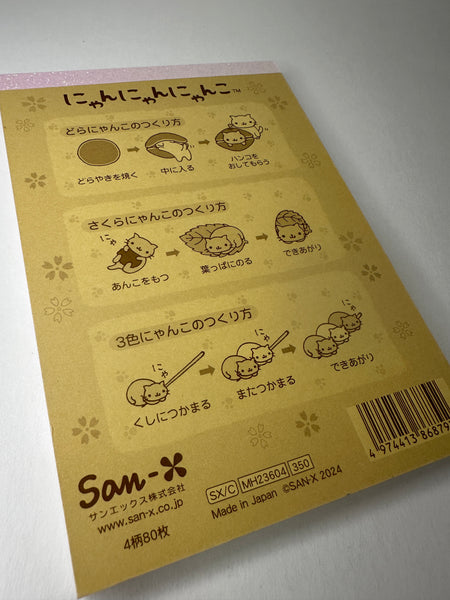 にゃんにゃんにゃんこ™
どらにゃんこのつくり方
どらやきを焼く
中に入る
ハンコを
おしてもらう
さくらにゃんこのつくり方
にゃ
あんこをもつ
葉っぱにのる
できあがり
3色にゃんこのつくり方
にゃ
くしにつかまる
にゃ
またつかまる
できあがり
San-X
サンエックス株式会社
www.san-x.co.jp
4柄80枚
SX/C MH23604 350
Made in Japan ©SAN-X 2024
4 974413 86879